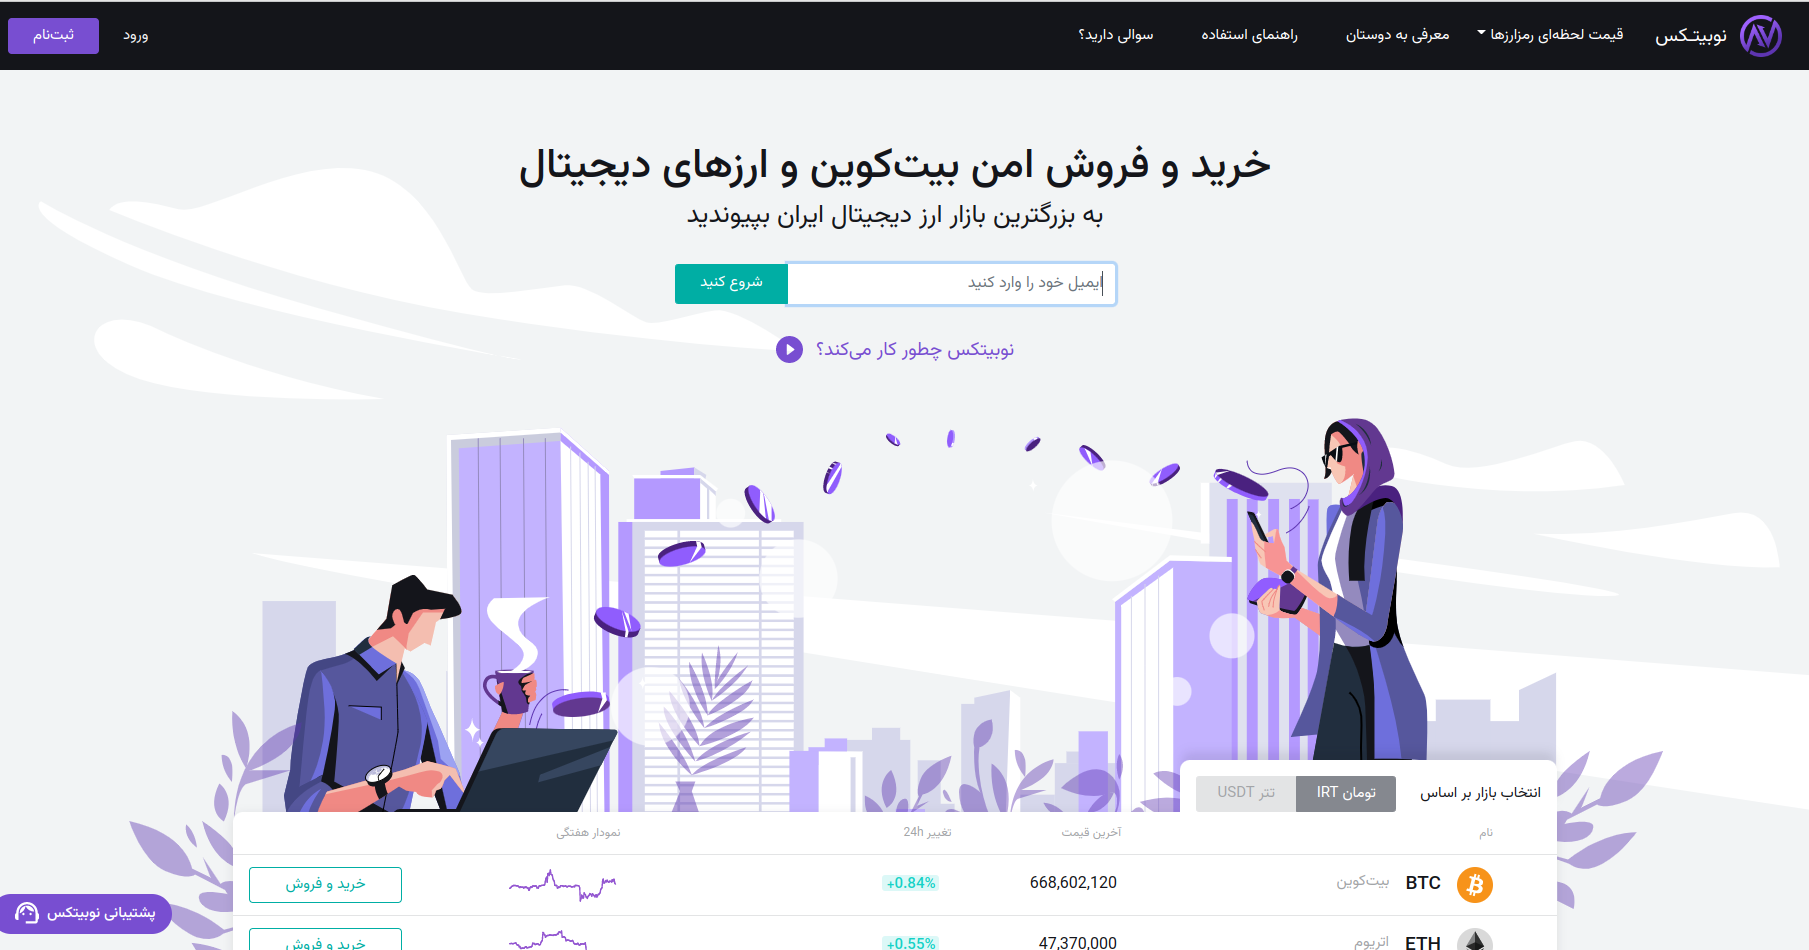 نوبیتـکس
قیمت لحظه‌ای رمزارزها
معرفی به دوستان
راهنمای استفاده
سوالی دارید؟
ورود
ثبت‌نام
خرید و فروش امن بیت‌کوین و ارزهای دیجیتال
به بزرگترین بازار ارز دیجیتال ایران بپیوندید
ایمیل خود را وارد کنید
شروع کنید
نوبیتکس چطور کار می‌کند؟
انتخاب بازار بر اساس
تومان IRT
تتر USDT
نام
آخرین قیمت
تغییر 24h
نمودار هفتگی
BTC
بیت‌کوین
668,602,120
+0.84%
خرید و فروش
ETH
اتریوم
47,370,000
+0.55%
خرید و فروش
پشتیبانی نوبیتکس